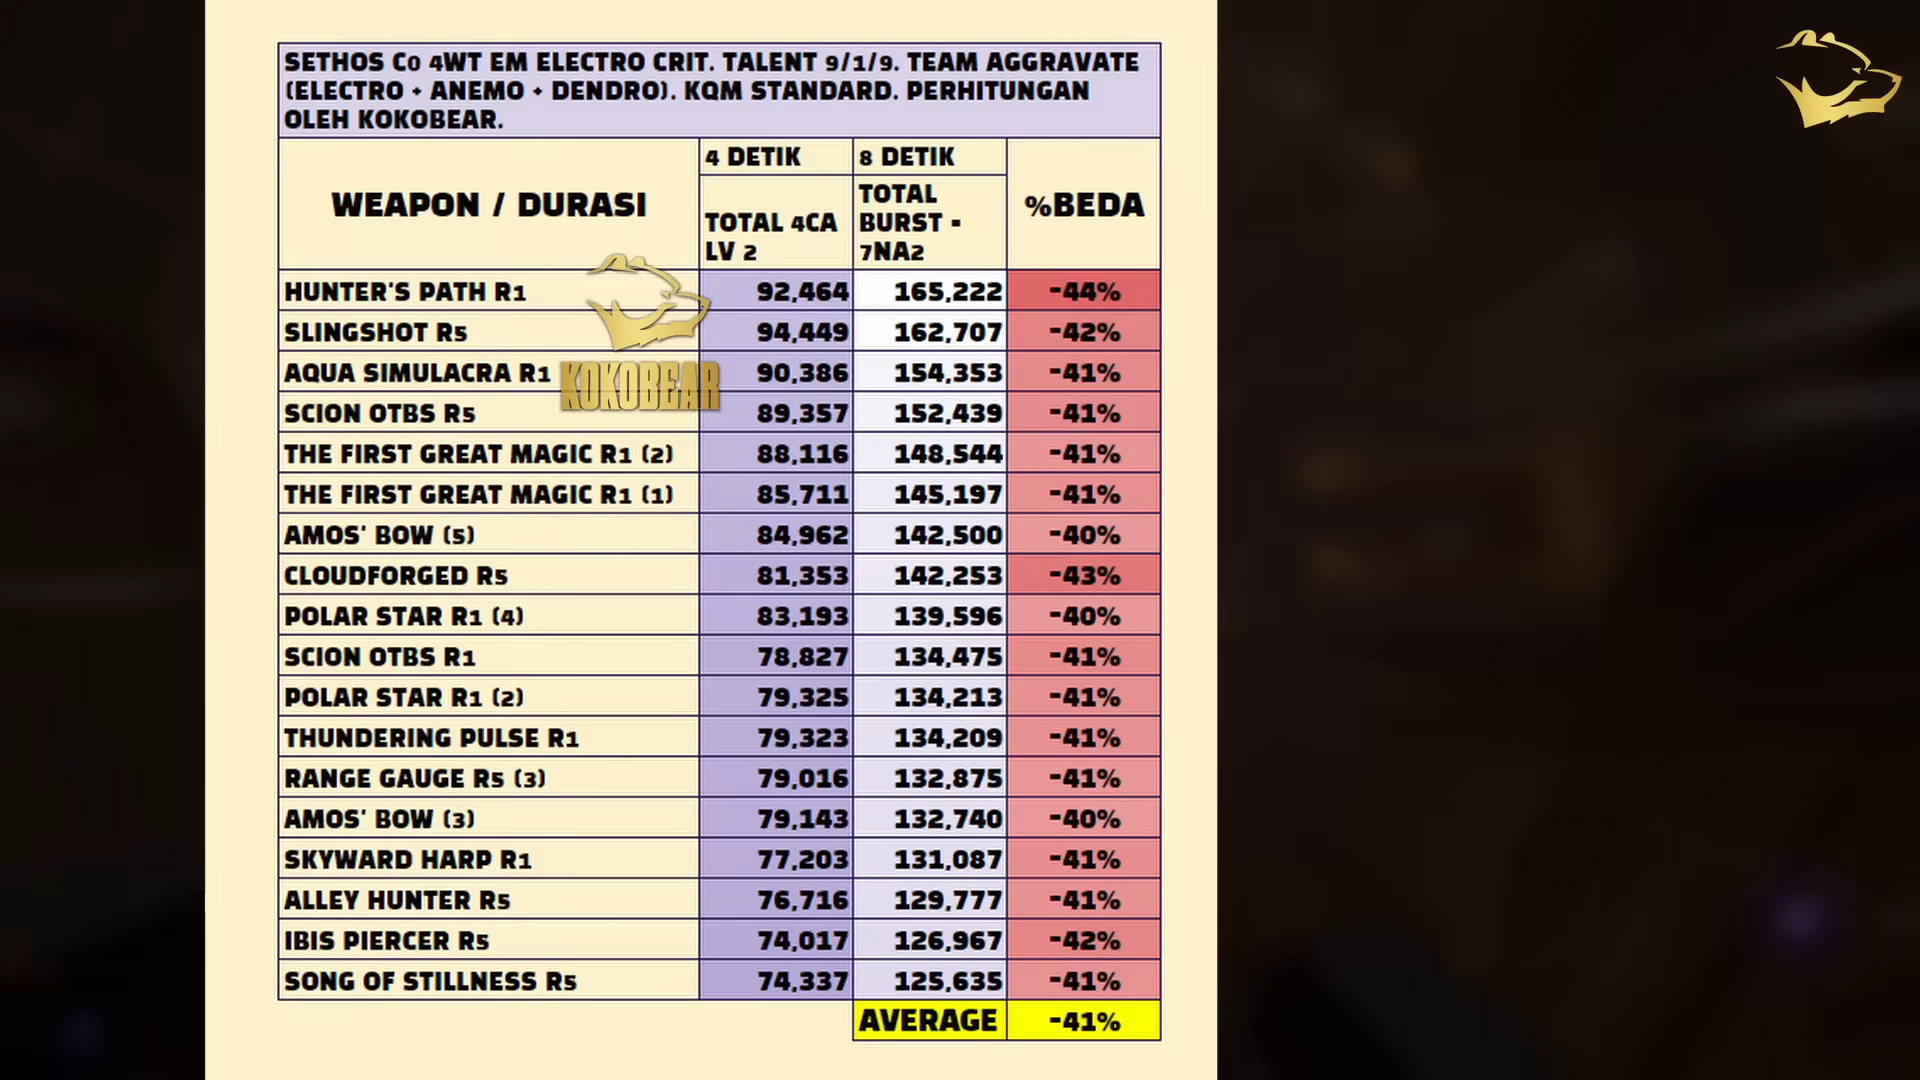 SETHOS C0 4WT EM ELECTRO CRIT. TALENT 9/1/9. TEAM AGGRAVATE
(ELECTRO + ANEMO + DENDRO). KQM STANDARD. PERHITUNGAN
OLEH KOKOBEAR.
WEAPON / DURASI
4 DETIK
TOTAL 4CA
LV 2
8 DETIK
TOTAL
BURST -
7NA2
%BEDA
HUNTER'S PATH R1 92,464 165,222 -44%
SLINGSHOT R5 94,449 162,707 -42%
AQUA SIMULACRA R1 90,386 154,353 -41%
KOKOBEAR
SCION OTBS R5 89,357 152,439 -41%
THE FIRST GREAT MAGIC R1 (2) 88,116 148,544 -41%
THE FIRST GREAT MAGIC R1 (1) 85,711 145,197 -41%
AMOS' BOW (5) 84,962 142,500 -40%
CLOUDFORGED R5 81,353 142,253 -43%
POLAR STAR R1 (4) 83,193 139,596 -40%
SCION OTBS R1 78,827 134,475 -41%
POLAR STAR R1 (2) 79,325 134,213 -41%
THUNDERING PULSE R1 79,323 134,209 -41%
RANGE GAUGE R5 (3) 79,016 132,875 -41%
AMOS' BOW (3) 79,143 132,740 -40%
SKYWARD HARP R1 77,203 131,087 -41%
ALLEY HUNTER R5 76,716 129,777 -41%
IBIS PIERCER R5 74,017 126,967 -42%
SONG OF STILLNESS R5 74,337 125,635 -41%
AVERAGE -41%